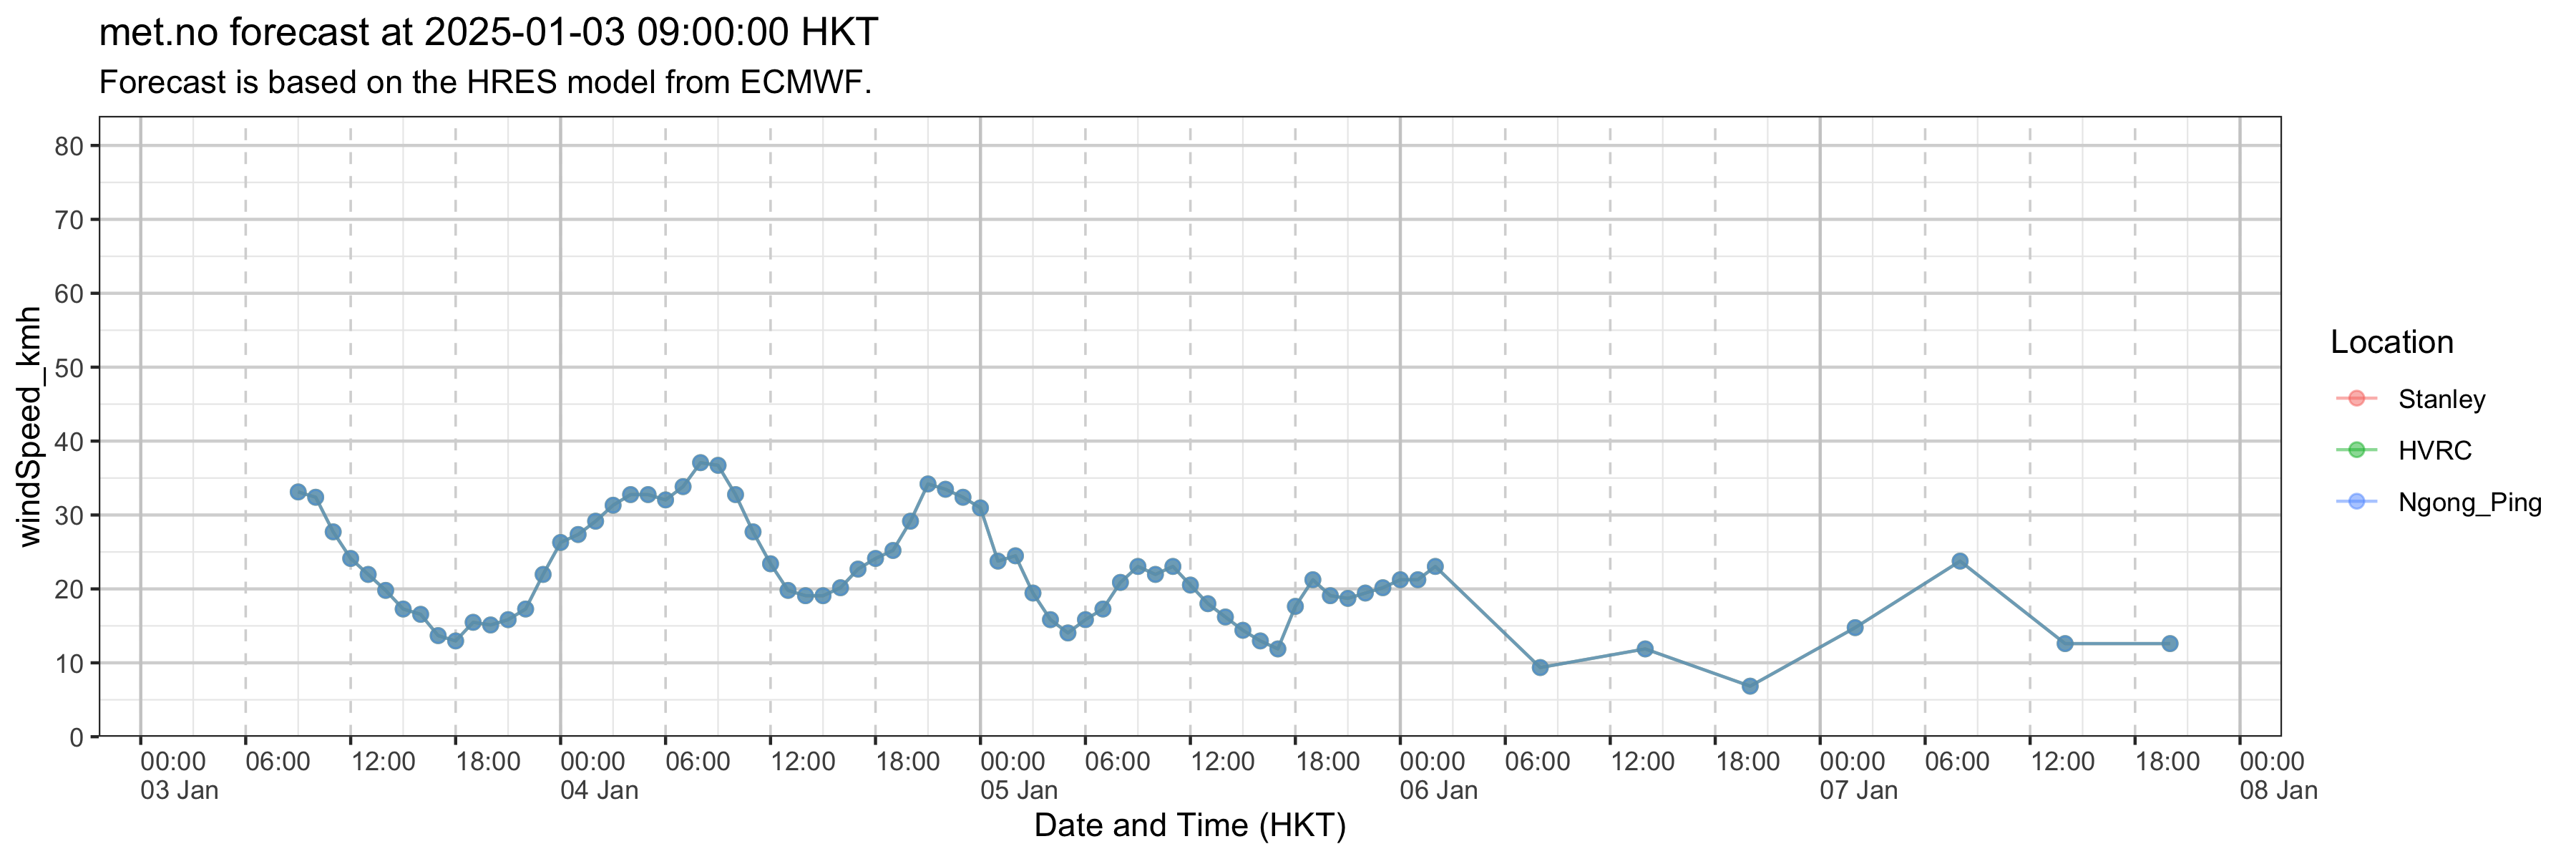 met.no forecast at 2025-01-03 09:00:00 HKT
Forecast is based on the HRES model from ECMWF.
windSpeed_kmh
80
70
60
50
40
30
20
10
0
00:00 06:00 12:00 18:00 00:00 06:00 12:00 18:00 00:00 06:00 12:00 18:00 00:00 06:00 12:00 18:00 00:00 06:00 12:00 18:00 00:00
03 Jan 04 Jan 05 Jan 06 Jan 07 Jan 08 Jan
Date and Time (HKT)
Location
Stanley
HVRC
Ngong_Ping